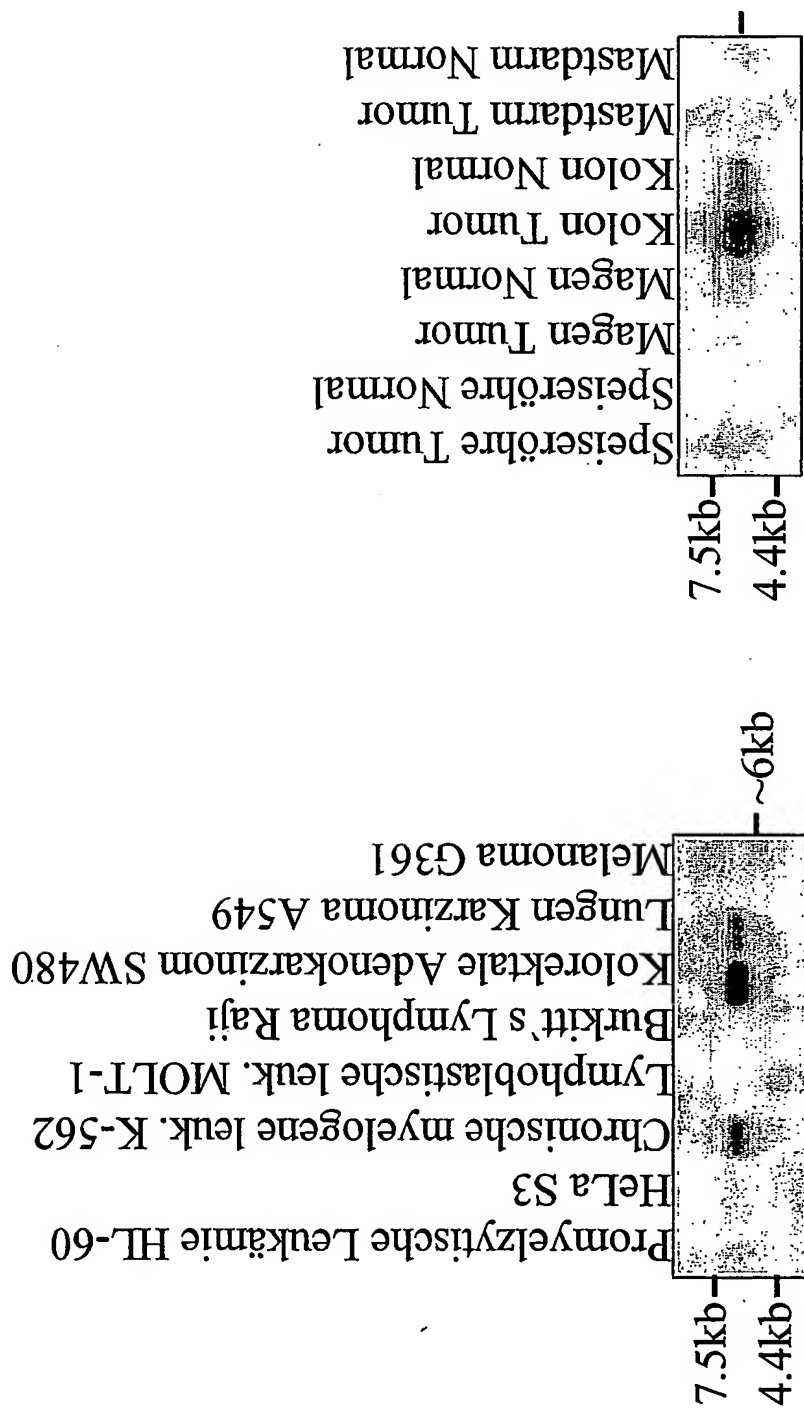 Mastdarm Normal
Mastdarm Tumor
Kolon Normal
Kolon Tumor
Magen Normal
Magen Tumor
Speiseröhre Normal
Speiseröhre Tumor
7.5kb
4.4kb
~6kb
Melanoma G361
Lungen Karzinoma A549
Kolorektale Adenokarzinom SW480
Burkitt`s Lymphoma Raji
Lymphoblastische leuk. MOLT-1
Chronische myelogene leuk. K-562
HeLa S3
Promyelzytische Leukämie HL-60
7.5kb
4.4kb